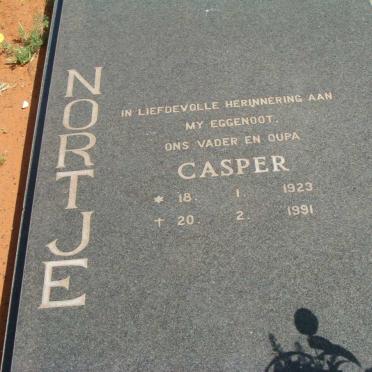 NORTJE
IN LIEFDEVOLLE HERINNERING AAN
MY EGGENOOT.
ONS VADER EN OUPA
CASPER
* 18. 1. 1923
† 20. 2. 1991